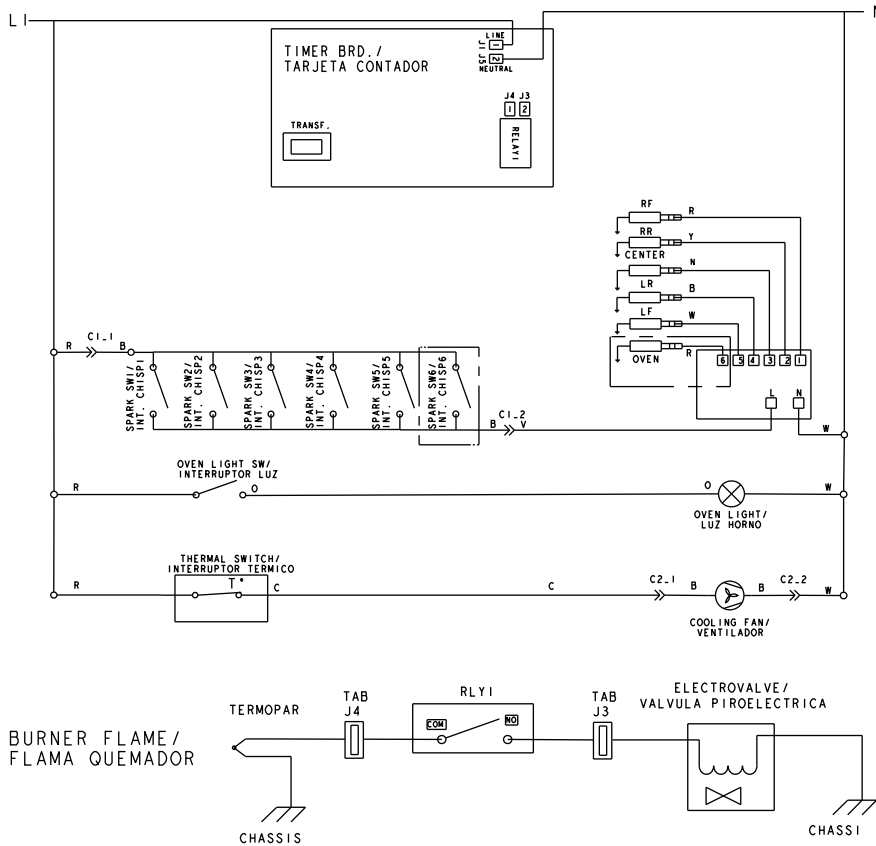 L1
N
TIMER BRD./
TARJETA CONTADOR
LINE
J1
1
J5
2
NEUTRAL
J4 J3
1 2
RELAY1
TRANSF.
RF
R
RR
Y
CENTER
N
LR
B
LF
W
OVEN
R
6 5 4 3 2 1
L N
R
C1_1
B
SPARK SW1/
INT. CHISP1
SPARK SW2/
INT. CHISP2
SPARK SW3/
INT. CHISP3
SPARK SW4/
INT. CHISP4
SPARK SW5/
INT. CHISP5
SPARK SW6/
INT. CHISP6
B
C1_2
V
W
OVEN LIGHT SW/
INTERRUPTOR LUZ
R
O
O
W
OVEN LIGHT/
LUZ HORNO
THERMAL SWITCH/
INTERRUPTOR TERMICO
R
T°
C
C
C2_1
B
B
C2_2
W
COOLING FAN/
VENTILADOR
BURNER FLAME/
FLAMA QUEMADOR
TERMOPAR
TAB
J4
RLY1
COM
NO
TAB
J3
ELECTROVALVE/
VALVULA PIROELECTRICA
CHASSIS
CHASSI